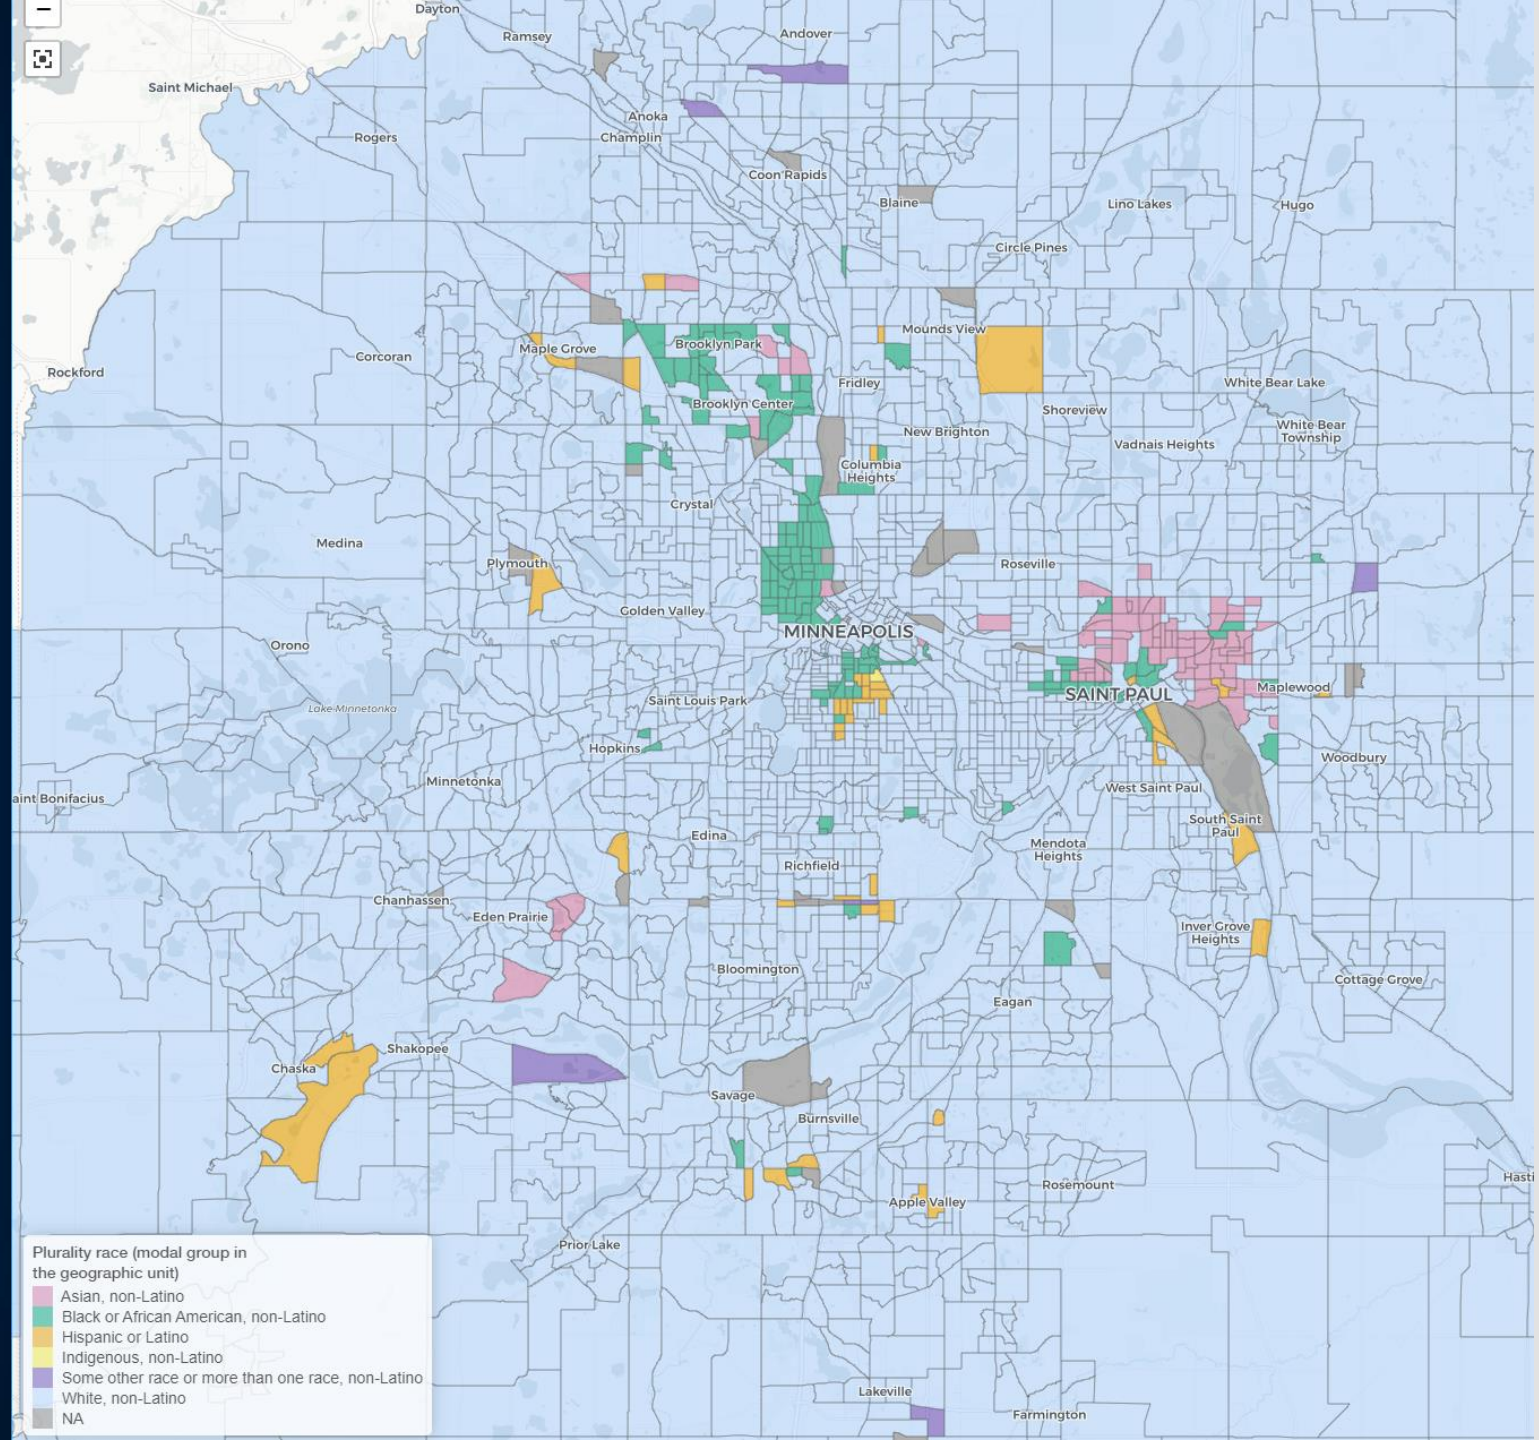 −
Dayton
Ramsey
Andover
Saint Michael
Anoka
Champlin
Rogers
Coon Rapids
Blaine
Lino Lakes
Hugo
Circle Pines
Mounds View
Maple Grove
Brooklyn Park
Corcoran
Rockford
Fridley
White Bear Lake
Brooklyn Center
Shoreview
New Brighton
White Bear
Township
Vadnais Heights
Columbia
Heights
Crystal
Medina
Plymouth
Roseville
Golden Valley
MINNEAPOLIS
Orono
Maplewood
SAINT PAUL
Saint Louis Park
Lake Minnetonka
Hopkins
Woodbury
Minnetonka
West Saint Paul
aint Bonifacius
South Saint
Paul
Edina
Mendota
Heights
Richfield
Chanhassen
Eden Prairie
Inver Grove
Heights
Bloomington
Cottage Grove
Eagan
Shakopee
Chaska
Savage
Burnsville
Hasti
Rosemount
Apple Valley
Prior Lake
Lakeville
Farmington
Plurality race (modal group in
the geographic unit)
Asian, non-Latino
Black or African American, non-Latino
Hispanic or Latino
Indigenous, non-Latino
Some other race or more than one race, non-Latino
White, non-Latino
NA